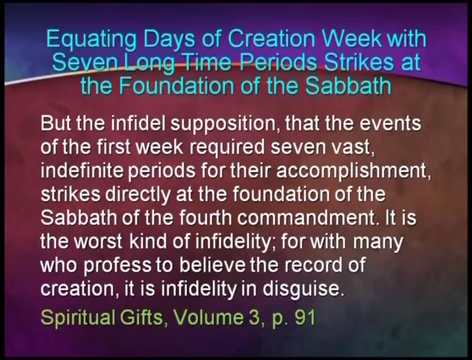 Equating Days of Creation Week with
Seven Long Time Periods Strikes at
the Foundation of the Sabbath
But the infidel supposition, that the events
of the first week required seven vast,
indefinite periods for their accomplishment,
strikes directly at the foundation of the
Sabbath of the fourth commandment. It is
the worst kind of infidelity; for with many
who profess to believe the record of
creation, it is infidelity in disguise.
Spiritual Gifts, Volume 3, p. 91